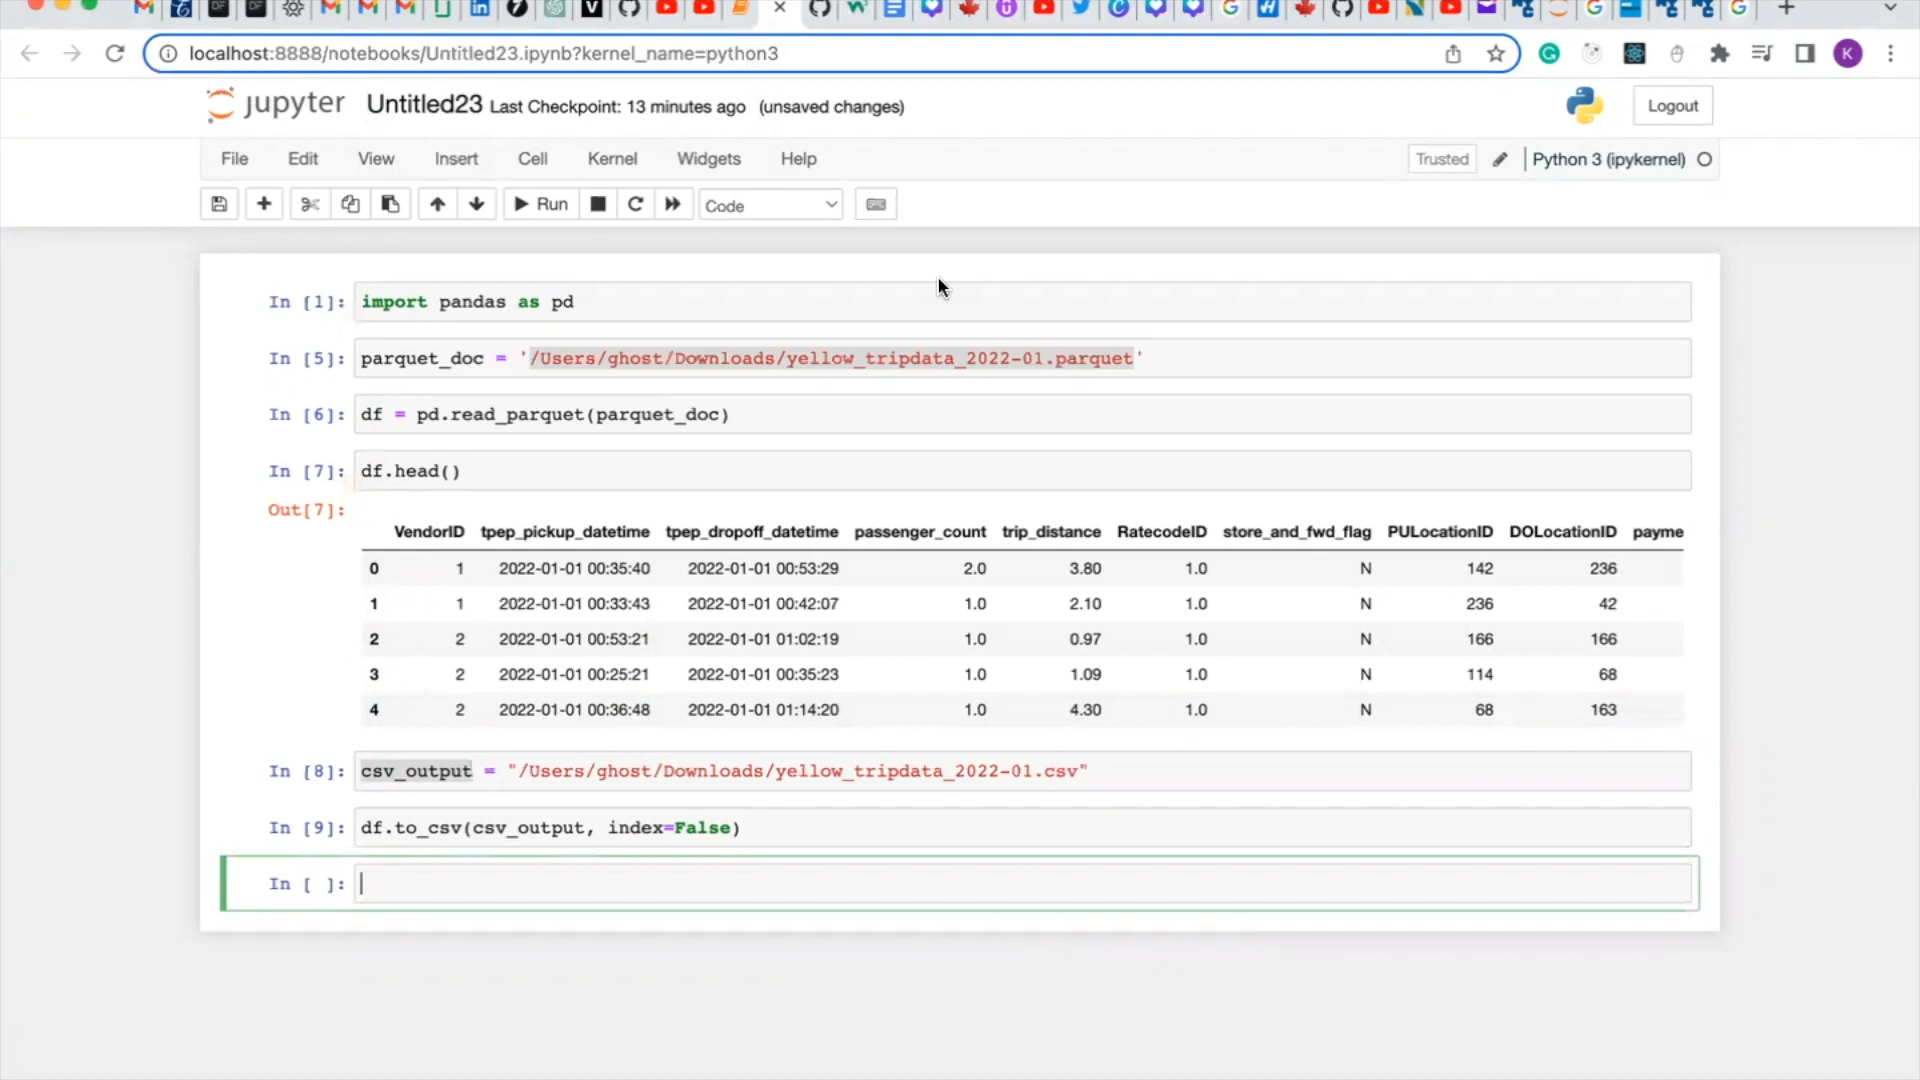 localhost:8888/notebooks/Untitled23.ipynb?kernel_name=python3
K
jupyter Untitled23 Last Checkpoint: 13 minutes ago (unsaved changes)
Logout
File Edit View Insert Cell Kernel Widgets Help
Trusted Python 3 (ipykernel)
Run Code
In [1]: import pandas as pd
In [5]: parquet_doc = '/Users/ghost/Downloads/yellow_tripdata_2022-01.parquet'
In [6]: df = pd.read_parquet(parquet_doc)
In [7]: df.head()
Out[7]:
VendorID tpep_pickup_datetime tpep_dropoff_datetime passenger_count trip_distance RatecodeID store_and_fwd_flag PULocationID DOLocationID payme
0 1 2022-01-01 00:35:40 2022-01-01 00:53:29 2.0 3.80 1.0 N 142 236
1 1 2022-01-01 00:33:43 2022-01-01 00:42:07 1.0 2.10 1.0 N 236 42
2 2 2022-01-01 00:53:21 2022-01-01 01:02:19 1.0 0.97 1.0 N 166 166
3 2 2022-01-01 00:25:21 2022-01-01 00:35:23 1.0 1.09 1.0 N 114 68
4 2 2022-01-01 00:36:48 2022-01-01 01:14:20 1.0 4.30 1.0 N 68 163
In [8]: csv_output = "/Users/ghost/Downloads/yellow_tripdata_2022-01.csv"
In [9]: df.to_csv(csv_output, index=False)
In [ ]: